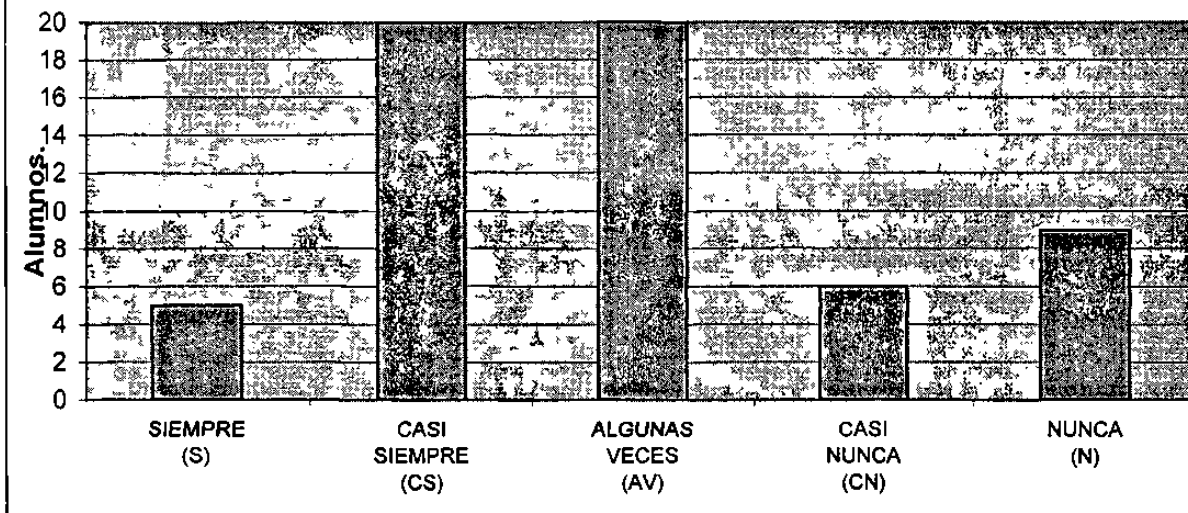 Alumnos.
20
18
16
14
12
10
8
6
4
2
0
SIEMPRE
(S)
CASI
SIEMPRE
(CS)
ALGUNAS
VECES
(AV)
CASI
NUNCA
(CN)
NUNCA
(N)